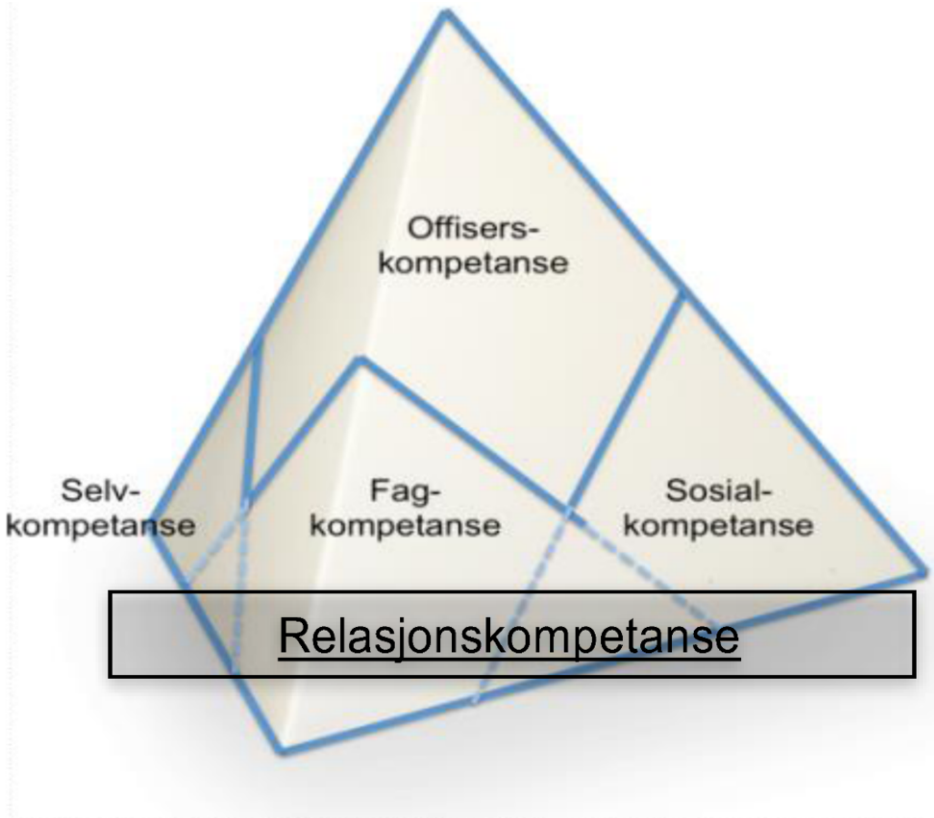 Offisers-
kompetanse
Selv-
kompetanse
Fag-
kompetanse
Sosial-
kompetanse
Relasjonskompetanse